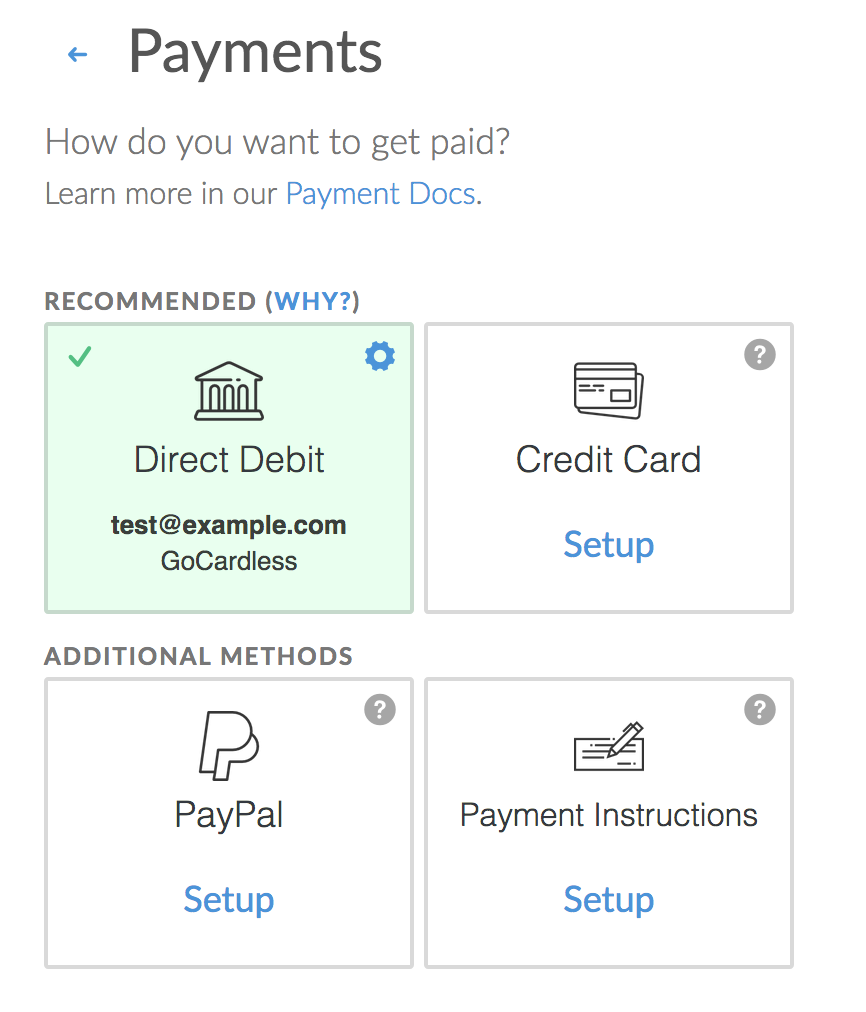 Payments
How do you want to get paid?
Learn more in our Payment Docs.
RECOMMENDED (WHY?)
Direct Debit
test@example.com
GoCardless
?
Credit Card
Setup
ADDITIONAL METHODS
?
PayPal
Setup
?
Payment Instructions
Setup